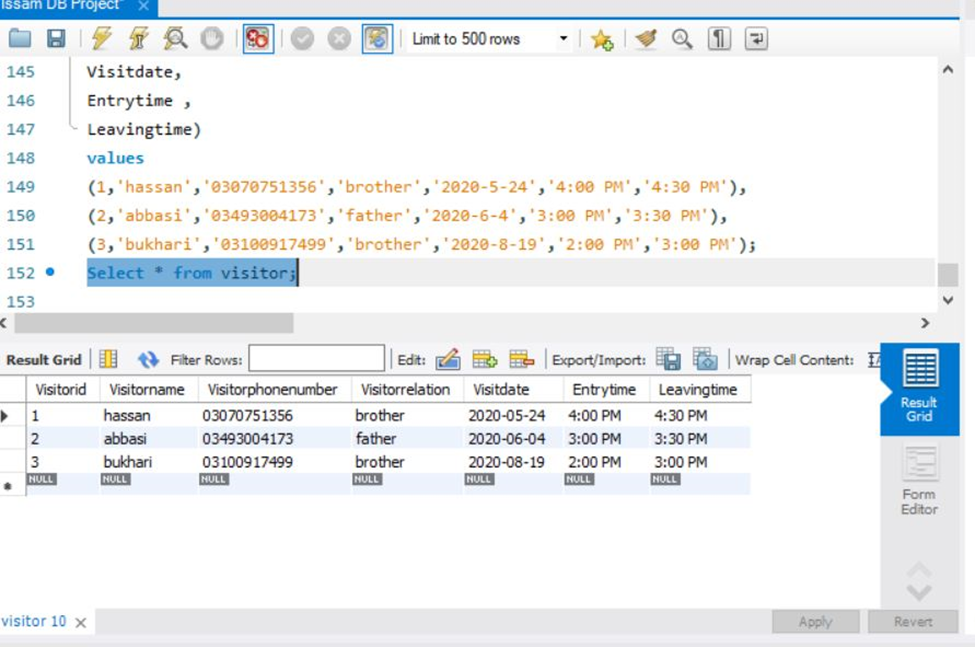 Issam DB Project*
Limit to 500 rows
145 Visitdate,
146 Entrytime ,
147 Leavingtime)
148 values
149 (1,'hassan','03070751356','brother','2020-5-24','4:00 PM','4:30 PM'),
150 (2,'abbasi','03493004173','father','2020-6-4','3:00 PM','3:30 PM'),
151 (3,'bukhari','03100917499','brother','2020-8-19','2:00 PM','3:00 PM');
152 Select * from visitor;
153
Result Grid Filter Rows: Edit: Export/Import: Wrap Cell Content:
Visitorid Visitorname Visitorphonenumber Visitorrelation Visitdate Entrytime Leavingtime
1 hassan 03070751356 brother 2020-05-24 4:00 PM 4:30 PM
2 abbasi 03493004173 father 2020-06-04 3:00 PM 3:30 PM
3 bukhari 03100917499 brother 2020-08-19 2:00 PM 3:00 PM
NULL NULL NULL NULL NULL NULL NULL
Result
Grid
Form
Editor
visitor 10
Apply Revert